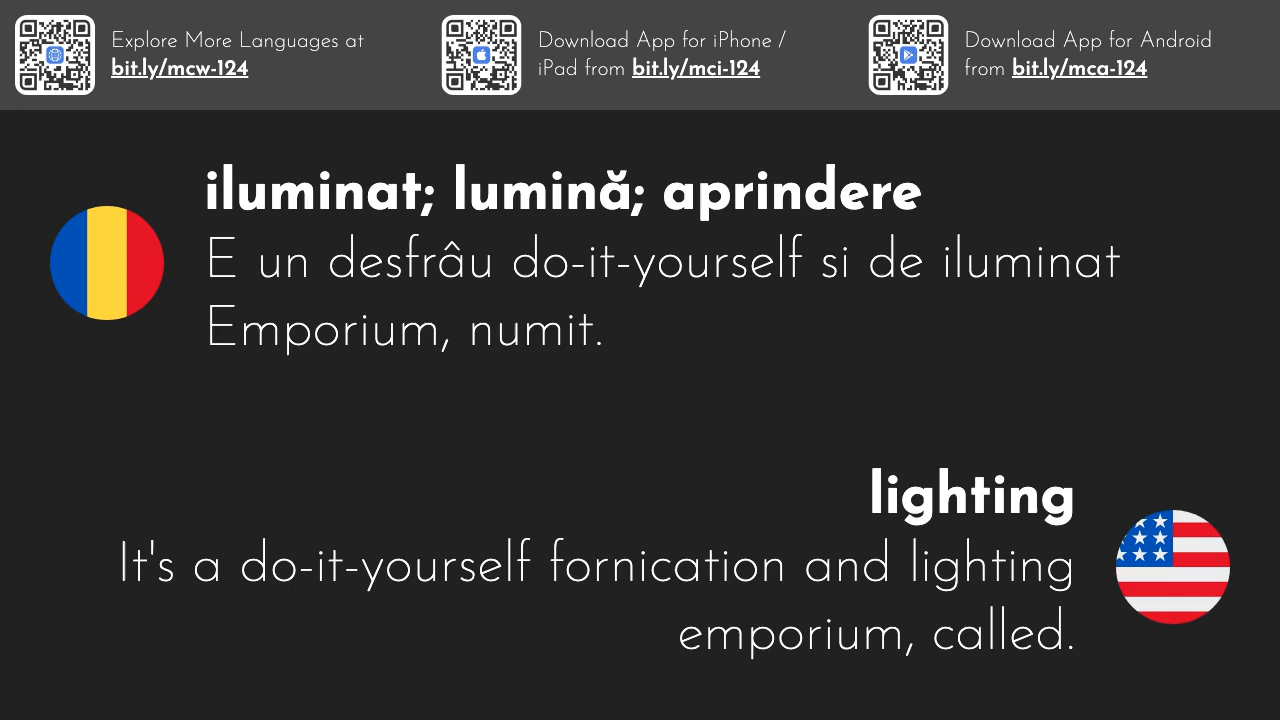 Explore More Languages at
bit.ly/mcw-124
Download App for iPhone /
iPad from bit.ly/mci-124
Download App for Android
from bit.ly/mca-124
iluminat; lumină; aprindere
E un desfrâu do-it-yourself si de iluminat
Emporium, numit.
lighting
It's a do-it-yourself fornication and lighting
emporium, called.